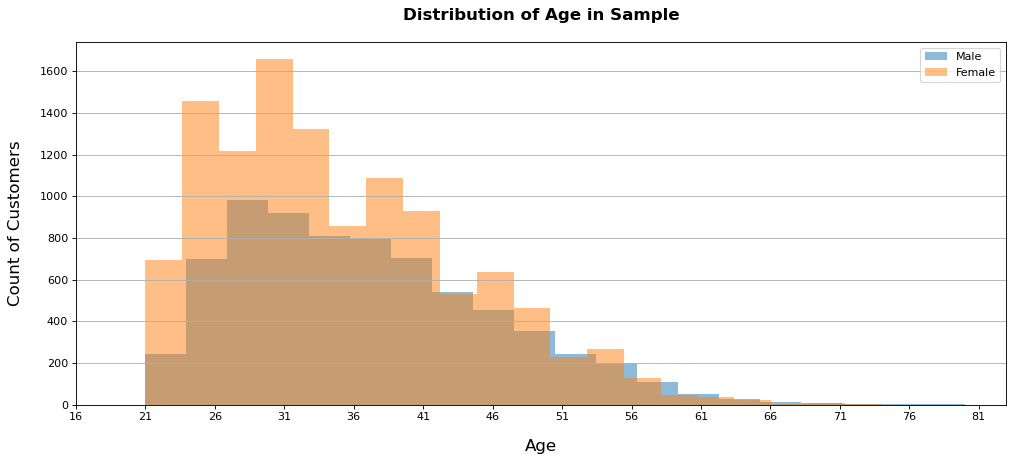 Distribution of Age in Sample
Male
Female
Count of Customers
1600
1400
1200
1000
800
600
400
200
0
16 21 26 31 36 41 46 51 56 61 66 71 76 81
Age